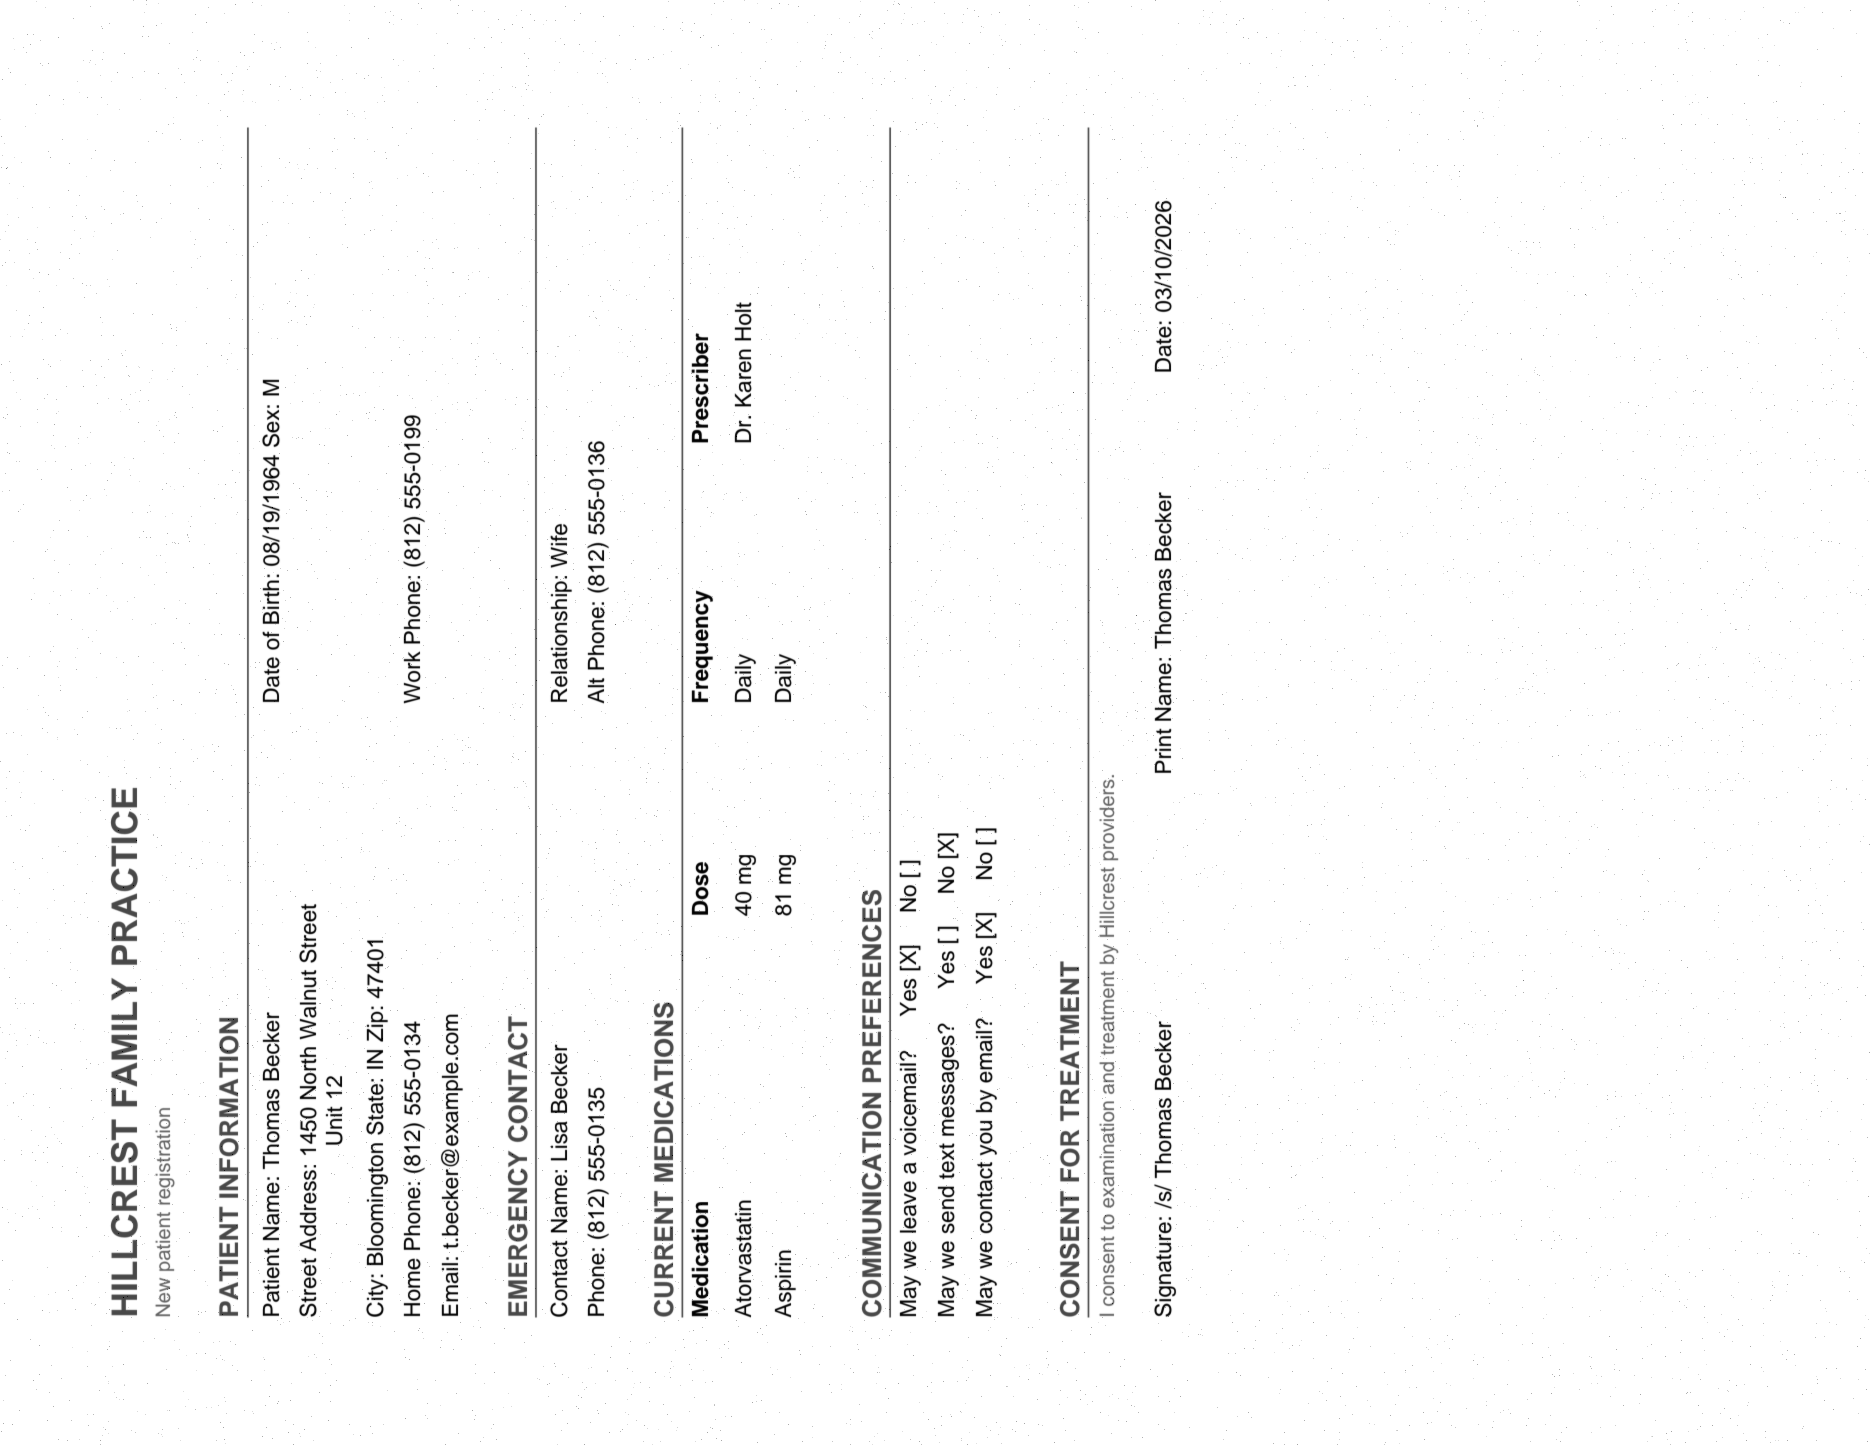 HILLCREST FAMILY PRACTICE
New patient registration
PATIENT INFORMATION
Patient Name: Thomas Becker Date of Birth: 08/19/1964 Sex: M
Street Address: 1450 North Walnut Street
Unit 12
City: Bloomington State: IN Zip: 47401
Home Phone: (812) 555-0134 Work Phone: (812) 555-0199
Email: t.becker@example.com
EMERGENCY CONTACT
Contact Name: Lisa Becker Relationship: Wife
Phone: (812) 555-0135 Alt Phone: (812) 555-0136
CURRENT MEDICATIONS
Medication Dose Frequency Prescriber
Atorvastatin 40 mg Daily Dr. Karen Holt
Aspirin 81 mg Daily
COMMUNICATION PREFERENCES
May we leave a voicemail? Yes [X] No [ ]
May we send text messages? Yes [ ] No [X]
May we contact you by email? Yes [X] No [ ]
CONSENT FOR TREATMENT
I consent to examination and treatment by Hillcrest providers.
Signature: /s/ Thomas Becker Print Name: Thomas Becker Date: 03/10/2026